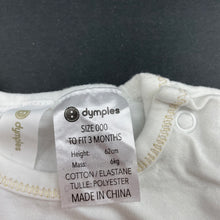 dymples
SIZE 000
TO FIT 3 MONTHS
Height: 62cm
Mass: 6kg
COTTON / ELASTANE
TULLE: POLYESTER
MADE IN CHINA